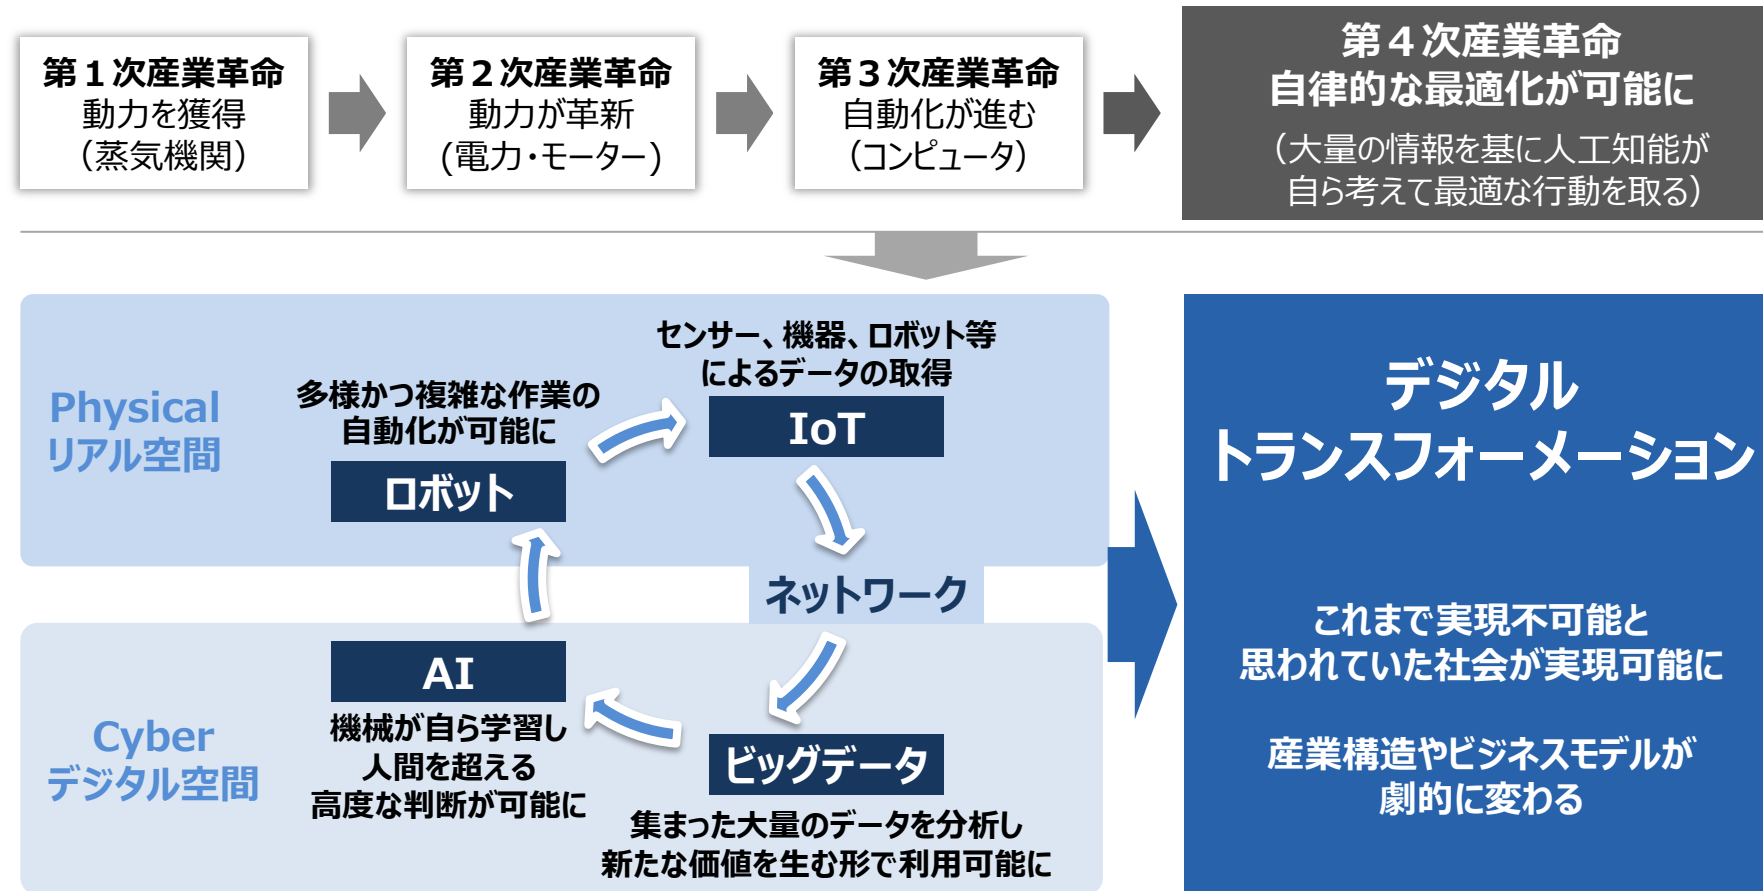 第１次産業革命
動力を獲得
（蒸気機関）
第２次産業革命
動力が革新
(電力・モーター)
第３次産業革命
自動化が進む
（コンピュータ）
第４次産業革命
自律的な最適化が可能に
（大量の情報を基に人工知能が
自ら考えて最適な行動を取る）
Physical
リアル空間
多様かつ複雑な作業の
自動化が可能に
ロボット
センサー、機器、ロボット等
によるデータの取得
IoT
ネットワーク
Cyber
デジタル空間
AI
機械が自ら学習し
人間を超える
高度な判断が可能に
ビッグデータ
集まった大量のデータを分析し
新たな価値を生む形で利用可能に
デジタル
トランスフォーメーション
これまで実現不可能と
思われていた社会が実現可能に
産業構造やビジネスモデルが
劇的に変わる